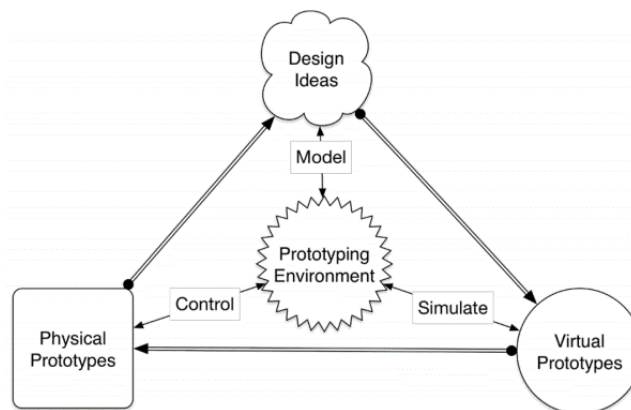 Design
Ideas
Model
Prototyping
Environment
Control
Simulate
Physical
Prototypes
Virtual
Prototypes